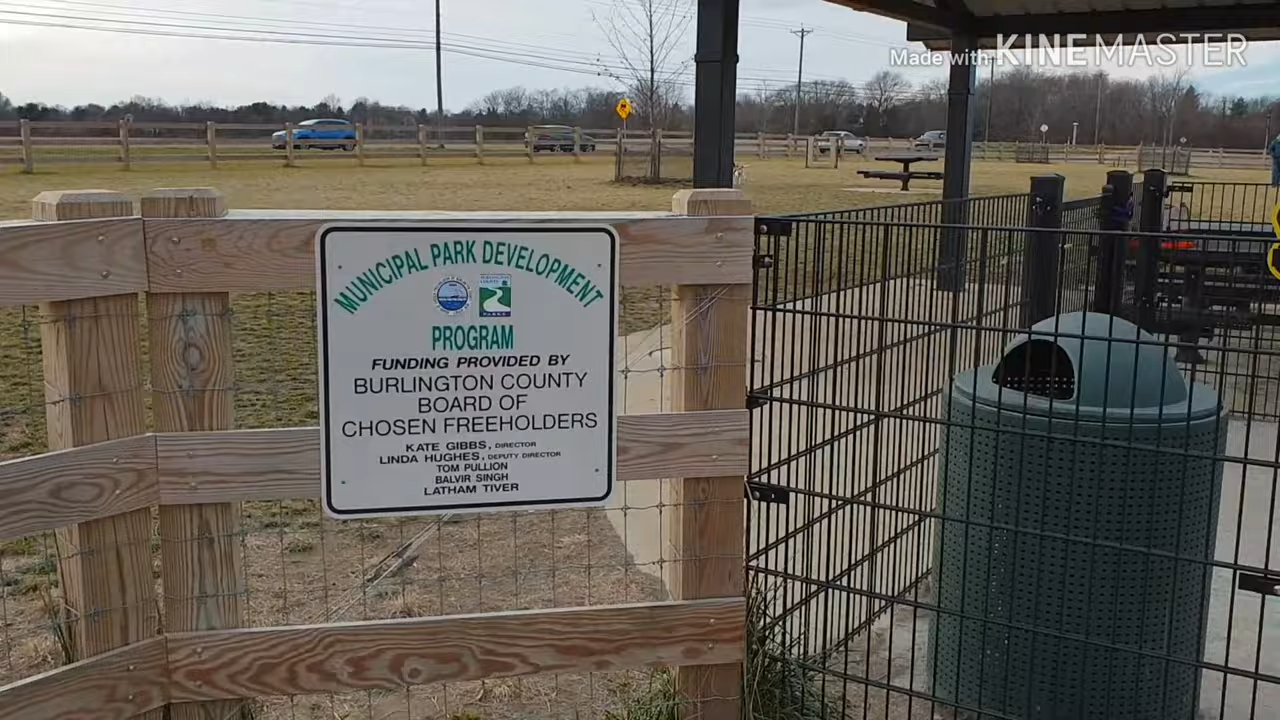 Made with KINEMASTER
MUNICIPAL PARK DEVELOPMENT
PROGRAM
FUNDING PROVIDED BY
BURLINGTON COUNTY
BOARD OF
CHOSEN FREEHOLDERS
KATE GIBBS, DIRECTOR
LINDA HUGHES, DEPUTY DIRECTOR
TOM PULLION
BALVIR SINGH
LATHAM TIVER